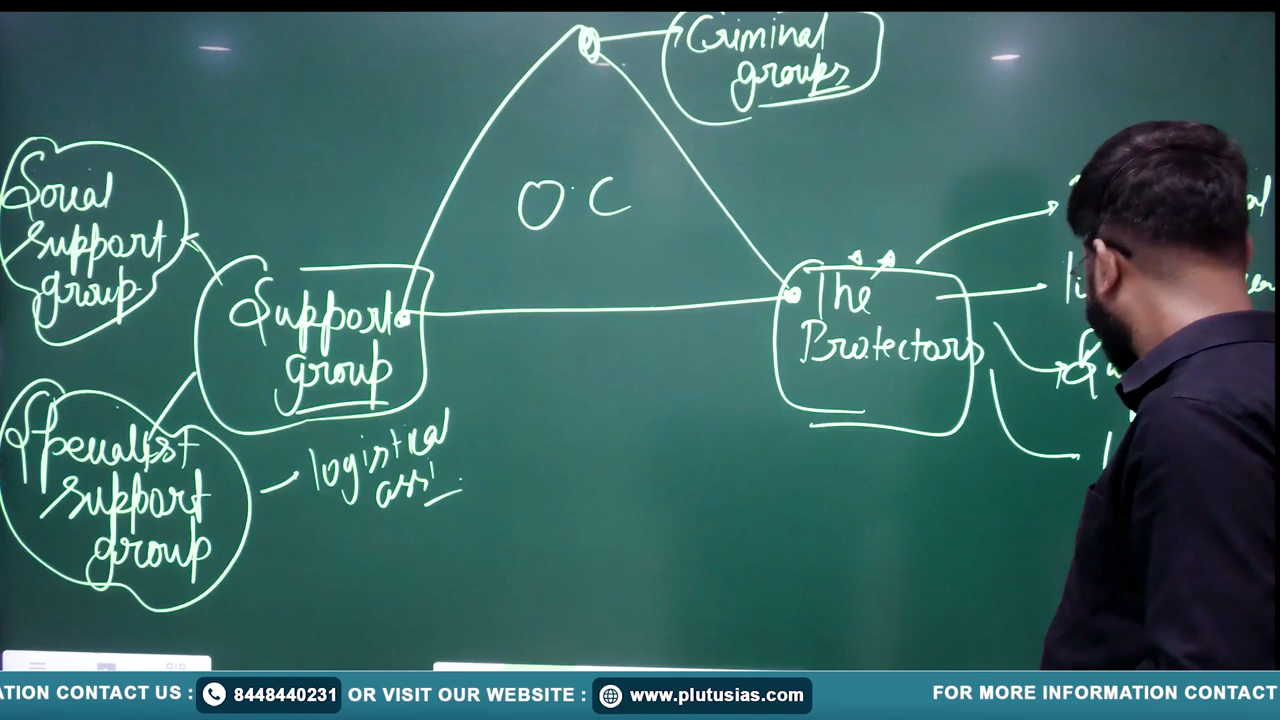 Criminal
groups
O.C
Social
support
group
Support
group
The
Protectors
Specialist
support
group
logistical
assi
ATION CONTACT US :
8448440231
OR VISIT OUR WEBSITE :
www.plutusias.com
FOR MORE INFORMATION CONTACT